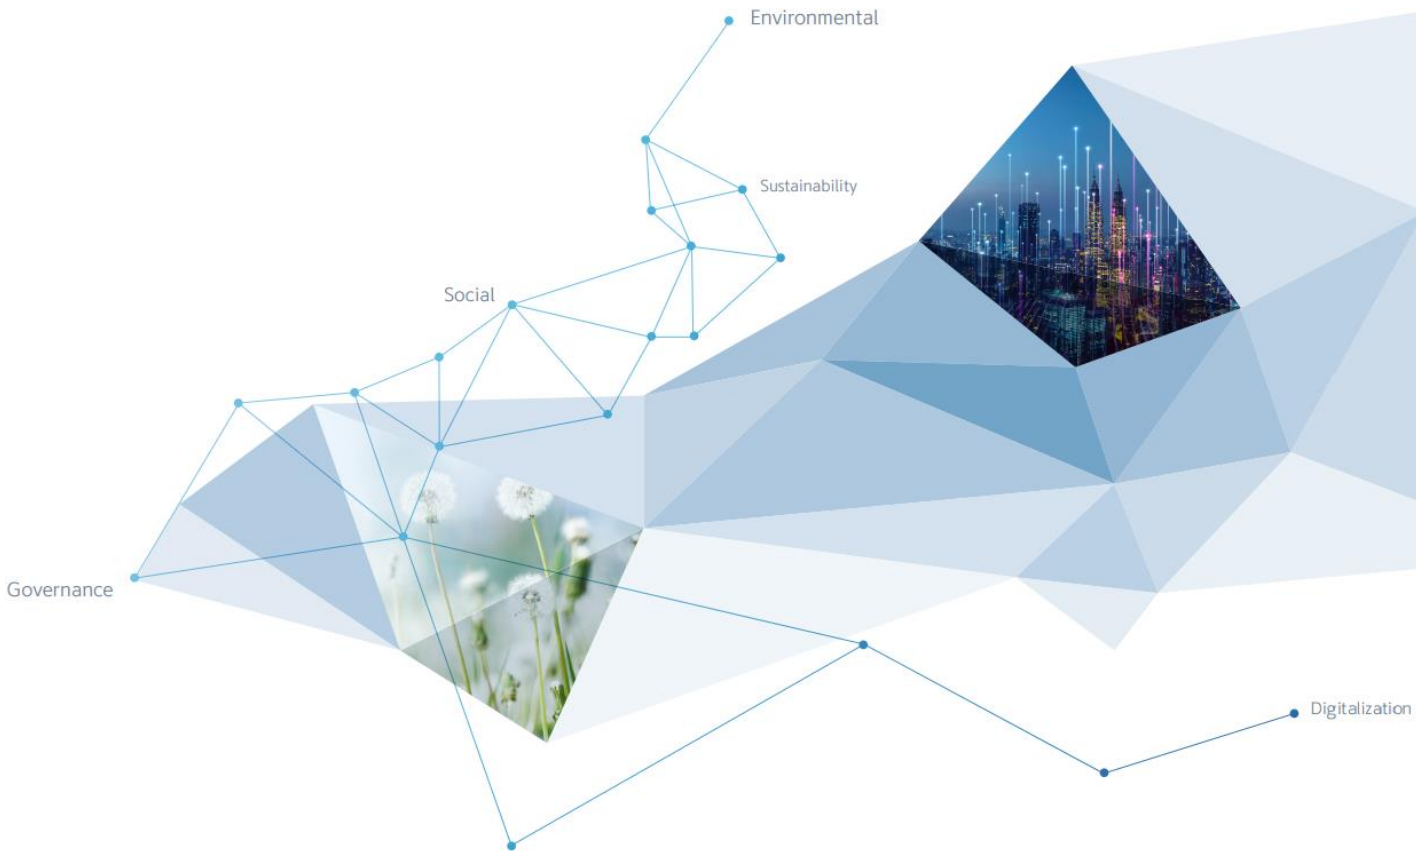 Environmental
Sustainability
Social
Governance
Digitalization